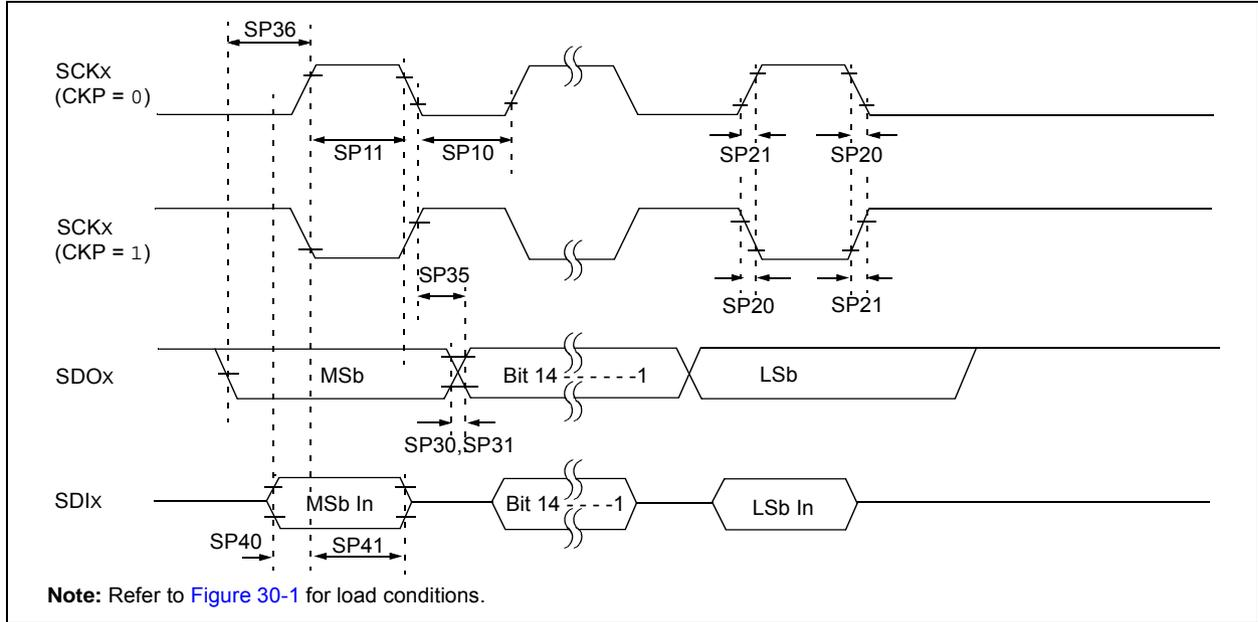 SP36
SCKx
(CKP = 0)
SP11
SP10
SP21
SP20
SCKx
(CKP = 1)
SP35
SP20
SP21
SDOx
MSb
Bit 14 - - - - - -1
LSb
SP30,SP31
SDIx
MSb In
Bit 14 - - - -1
LSb In
SP40
SP41
Note: Refer to Figure 30-1 for load conditions.